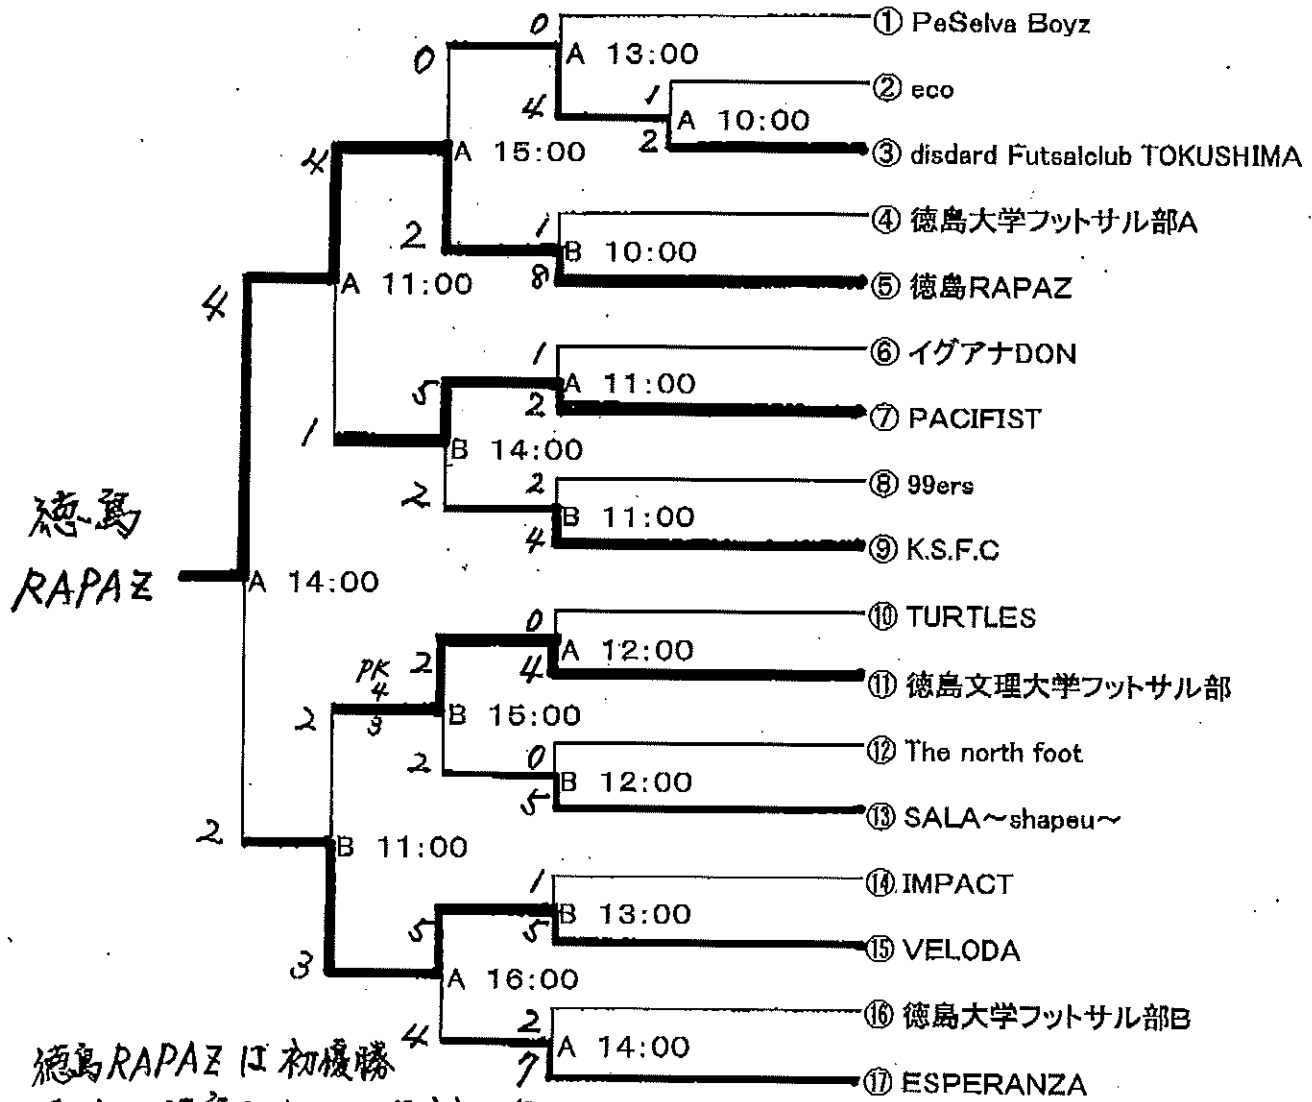 0
① PeSelva Boyz
0
A 13:00
1
② eco
4
A 10:00
2
③ disdard Futsalclub TOKUSHIMA
4
A 15:00
1
④ 徳島大学フットサル部A
2
B 10:00
8
⑤ 徳島RAPAZ
4
A 11:00
1
⑥ イグアナDON
5
A 11:00
2
⑦ PACIFIST
1
B 14:00
2
⑧ 99ers
2
B 11:00
4
⑨ K.S.F.C
徳島
RAPAZ
A 14:00
0
⑩ TURTLES
2
A 12:00
4
⑪ 徳島文理大学フットサル部
PK
4
3
2
B 15:00
0
⑫ The north foot
2
B 12:00
5
⑬ SALA～shapeu～
2
B 11:00
1
⑭ IMPACT
5
B 13:00
5
⑮ VELODA
3
A 16:00
2
⑯ 徳島大学フットサル部B
4
A 14:00
7
⑰ ESPERANZA
徳島RAPAZは初優勝